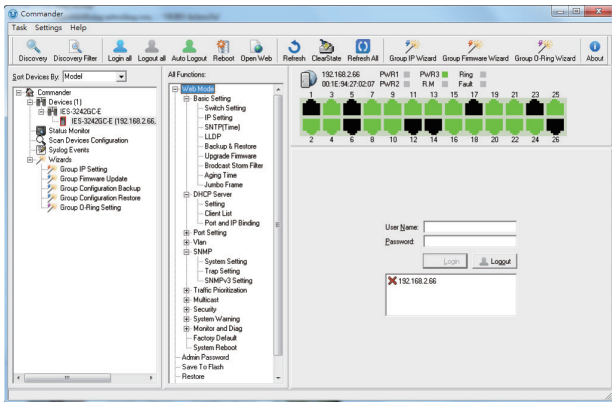 Commander
Task Settings Help
Discovery Discovery Filter Login all Logout all Auto Logout Reboot Open Web Refresh ClearState Refresh All Group IP Wizard Group Firmware Wizard Group O-Ring Wizard About
Sort Devices By: Model
Commander
Devices (1)
IES-3242GC-E
IES-3242GC-E (192.168.2.66,
Status Monitor
Scan Devices Configuration
Syslog Events
Wizards
Group IP Setting
Group Firmware Update
Group Configuration Backup
Group Configuration Restore
Group O-Ring Setting
All Functions:
Web Mode
Basic Setting
Switch Setting
IP Setting
SNTP(Time)
LLDP
Backup & Restore
Upgrade Firmware
Brodcast Storm Filter
Aging Time
Jumbo Frame
DHCP Server
Setting
Client List
Port and IP Binding
Port Setting
Vlan
SNMP
System Setting
Trap Setting
SNMPv3 Setting
Traffic Prioritization
Multicast
Security
System Warning
Monitor and Diag
Factory Default
System Reboot
Admin Password
Save To Flash
Restore
192.168.2.66 PWR1 PWR3 Ring
00:1E:94:27:02:07 PWR2 R.M Fault
1 3 5 7 9 11 13 15 17 19 21 23 25
2 4 6 8 10 12 14 16 18 20 22 24 26
User Name:
Password:
Login Loggout
192.168.2.66